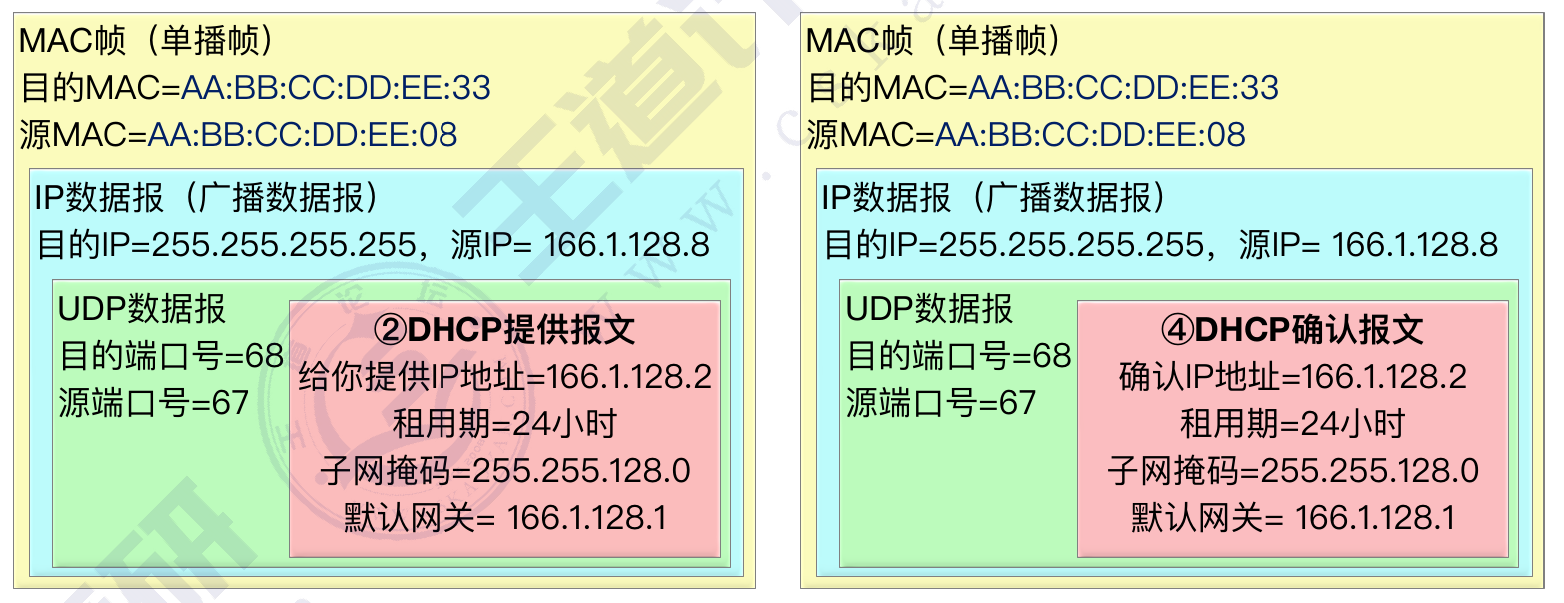 MAC帧（单播帧）
目的MAC=AA:BB:CC:DD:EE:33
源MAC=AA:BB:CC:DD:EE:08
IP数据报（广播数据报）
目的IP=255.255.255.255，源IP= 166.1.128.8
UDP数据报
目的端口号=68
源端口号=67
②DHCP提供报文
给你提供IP地址=166.1.128.2
租用期=24小时
子网掩码=255.255.128.0
默认网关= 166.1.128.1
MAC帧（单播帧）
目的MAC=AA:BB:CC:DD:EE:33
源MAC=AA:BB:CC:DD:EE:08
IP数据报（广播数据报）
目的IP=255.255.255.255，源IP= 166.1.128.8
UDP数据报
目的端口号=68
源端口号=67
④DHCP确认报文
确认IP地址=166.1.128.2
租用期=24小时
子网掩码=255.255.128.0
默认网关= 166.1.128.1
王道
研